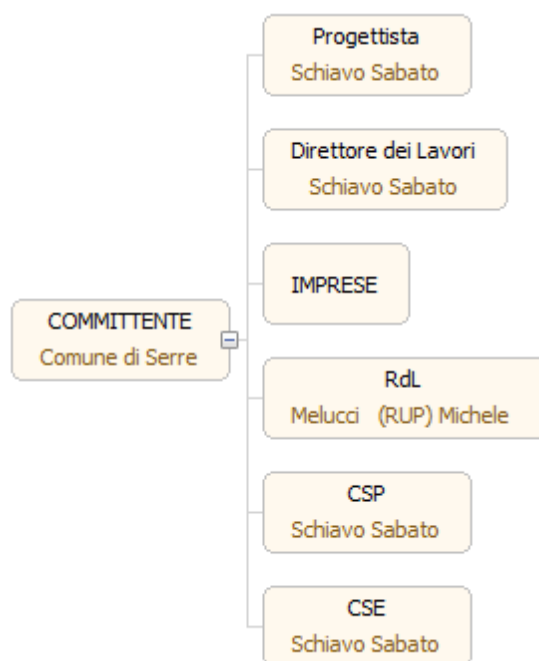 Progettista
Schiavo Sabato
Direttore dei Lavori
Schiavo Sabato
IMPRESE
COMMITTENTE
Comune di Serre
RdL
Melucci (RUP) Michele
CSP
Schiavo Sabato
CSE
Schiavo Sabato